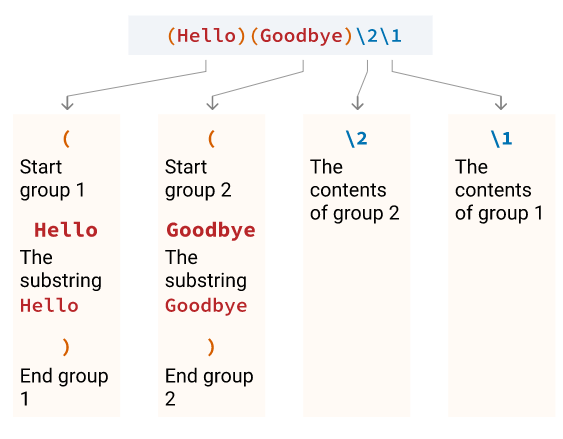 (Hello)(Goodbye)\2\1
(
Start
group 1
Hello
The
substring
Hello
)
End group
1
(
Start
group 2
Goodbye
The
substring
Goodbye
)
End group
2
\2
The
contents
of group 2
\1
The
contents
of group 1